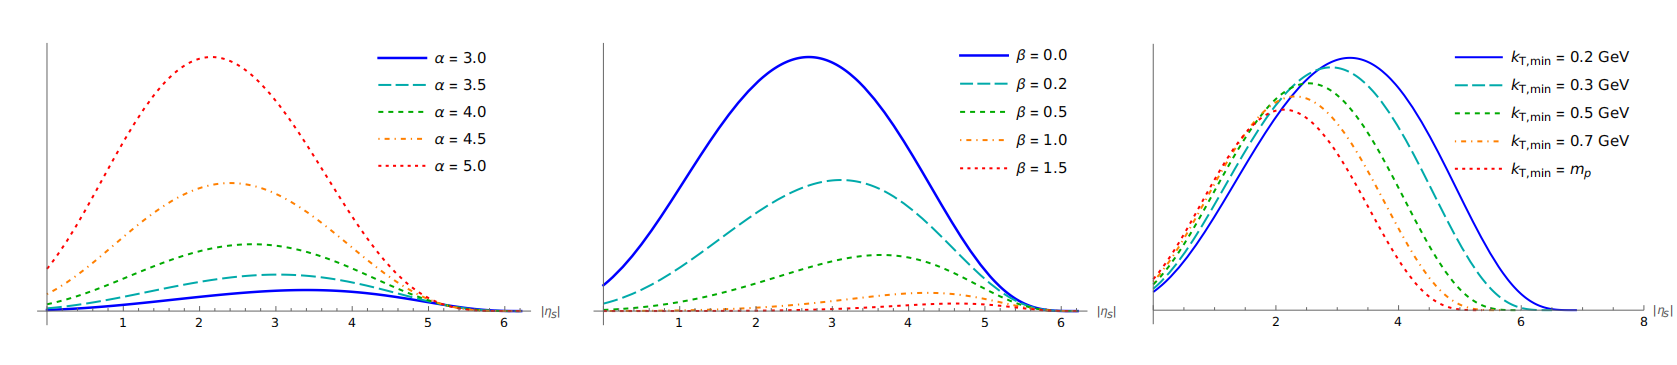 α = 3.0
α = 3.5
α = 4.0
α = 4.5
α = 5.0
1 2 3 4 5 6 |ηS|
β = 0.0
β = 0.2
β = 0.5
β = 1.0
β = 1.5
1 2 3 4 5 6 |ηS|
kT,min = 0.2 GeV
kT,min = 0.3 GeV
kT,min = 0.5 GeV
kT,min = 0.7 GeV
kT,min = mp
2 4 6 8 |ηS|